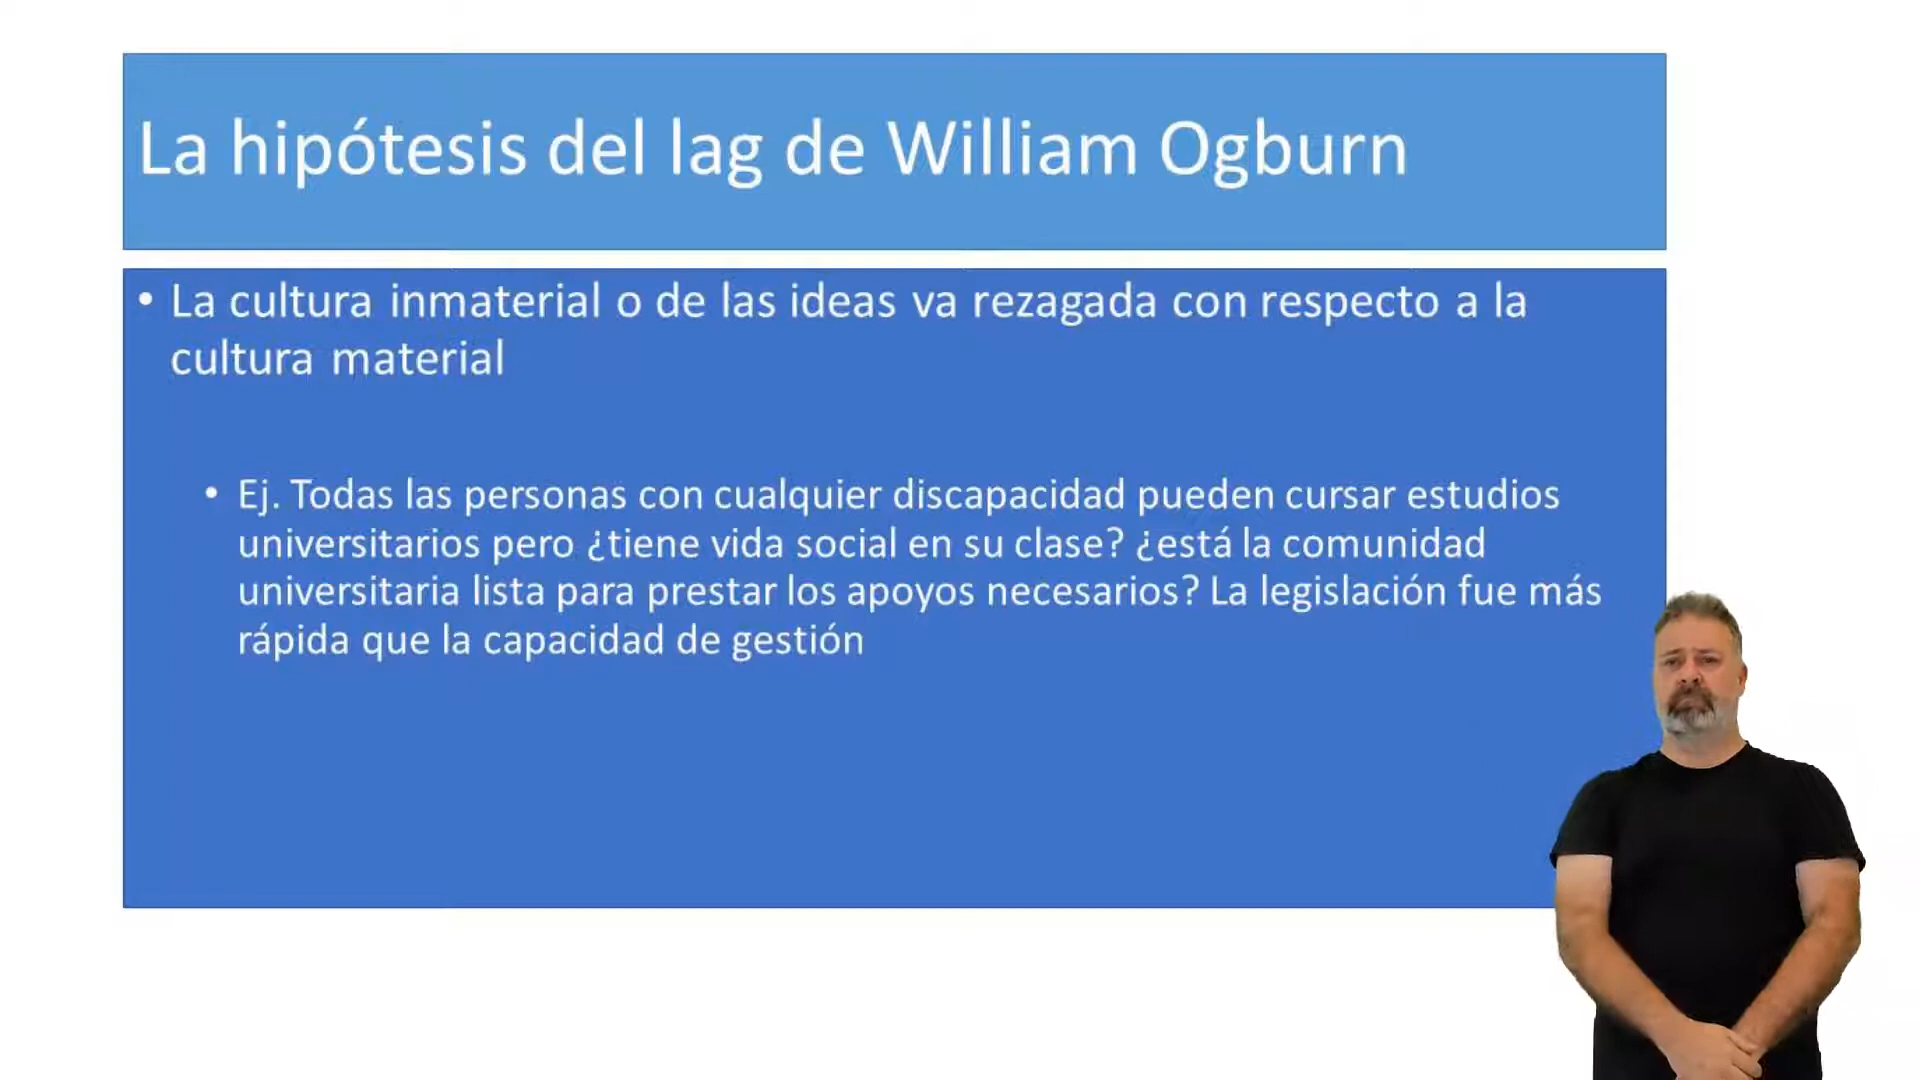 La hipótesis del lag de William Ogburn
• La cultura inmaterial o de las ideas va rezagada con respecto a la
cultura material
• Ej. Todas las personas con cualquier discapacidad pueden cursar estudios
universitarios pero ¿tiene vida social en su clase? ¿está la comunidad
universitaria lista para prestar los apoyos necesarios? La legislación fue más
rápida que la capacidad de gestión